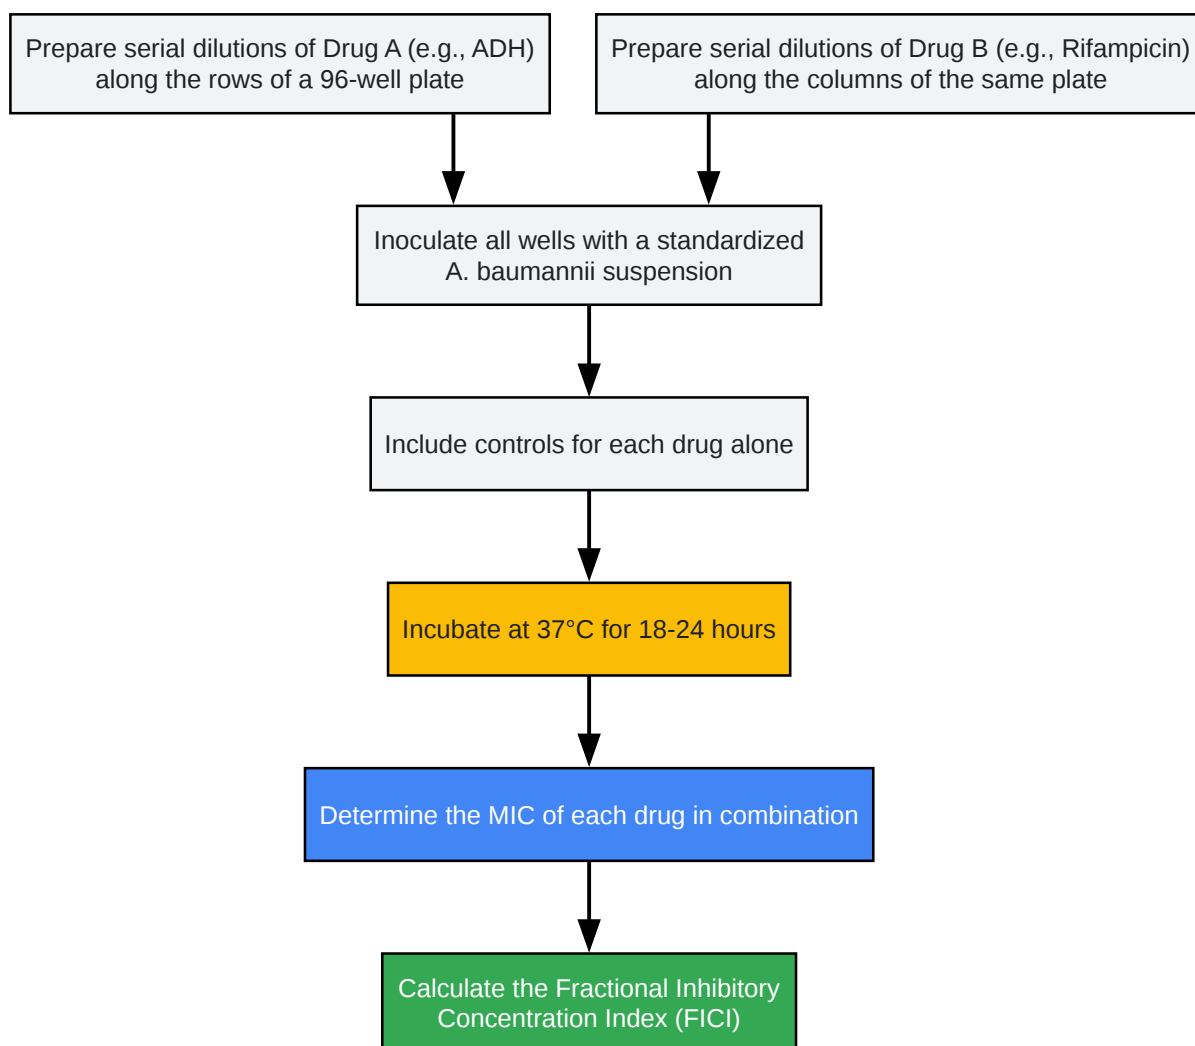 Prepare serial dilutions of Drug A (e.g., ADH)
along the rows of a 96-well plate
Prepare serial dilutions of Drug B (e.g., Rifampicin)
along the columns of the same plate
Inoculate all wells with a standardized
A. baumannii suspension
Include controls for each drug alone
Incubate at 37°C for 18-24 hours
Determine the MIC of each drug in combination
Calculate the Fractional Inhibitory
Concentration Index (FICI)